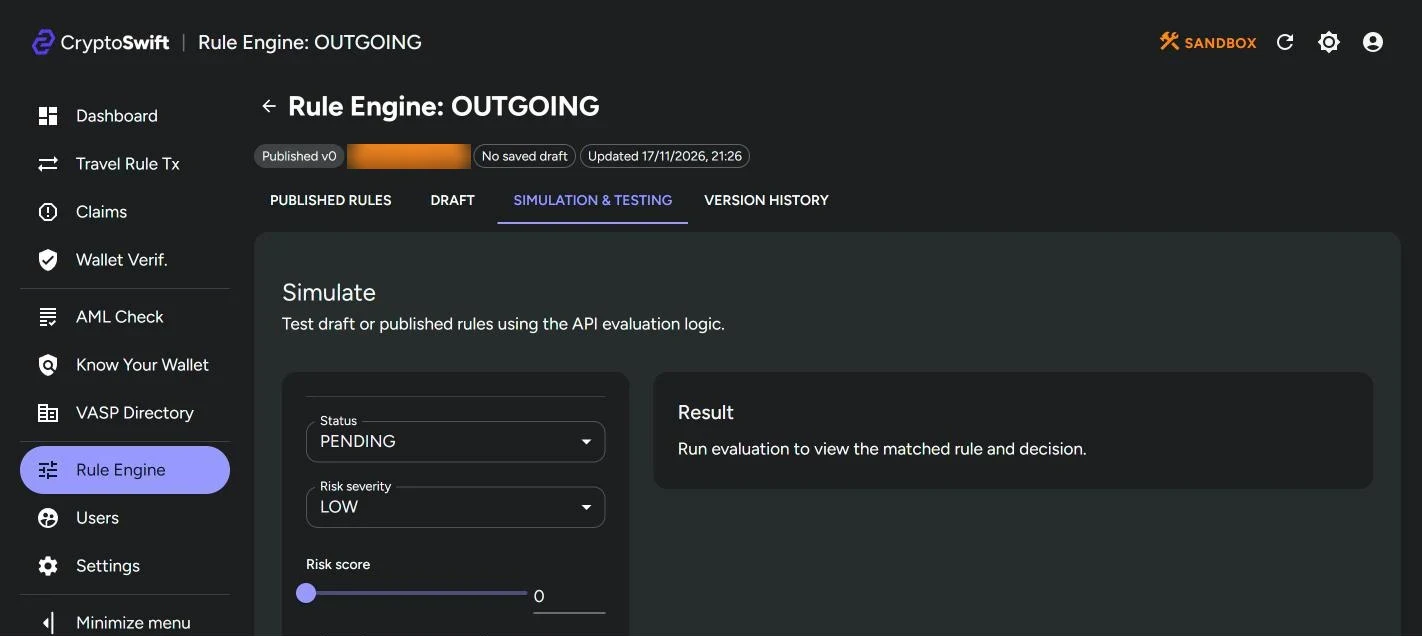 CryptoSwift | Rule Engine: OUTGOING
SANDBOX
Dashboard
Travel Rule Tx
Claims
Wallet Verif.
AML Check
Know Your Wallet
VASP Directory
Rule Engine
Users
Settings
Minimize menu
Rule Engine: OUTGOING
Published v0
No saved draft
Updated 17/11/2026, 21:26
PUBLISHED RULES
DRAFT
SIMULATION & TESTING
VERSION HISTORY
Simulate
Test draft or published rules using the API evaluation logic.
Status
PENDING
Risk severity
LOW
Risk score
0
Result
Run evaluation to view the matched rule and decision.